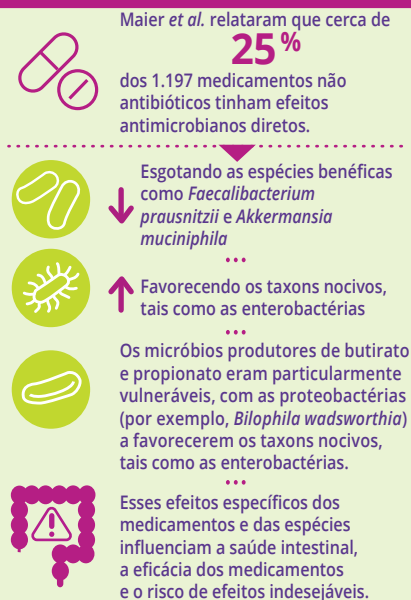 Maier et al. relataram que cerca de
25%
dos 1.197 medicamentos não
antibióticos tinham efeitos
antimicrobianos diretos.
Esgotando as espécies benéficas
como Faecalibacterium
prausnitzii e Akkermansia
muciniphila
...
Favorecendo os taxons nocivos,
tais como as enterobactérias
...
Os micróbios produtores de butirato
e propionato eram particularmente
vulneráveis, com as proteobactérias
(por exemplo, Bilophila wadsworthia)
a favorecerem os taxons nocivos,
tais como as enterobactérias.
...
Esses efeitos específicos dos
medicamentos e das espécies
influenciam a saúde intestinal,
a eficácia dos medicamentos
e o risco de efeitos indesejáveis.